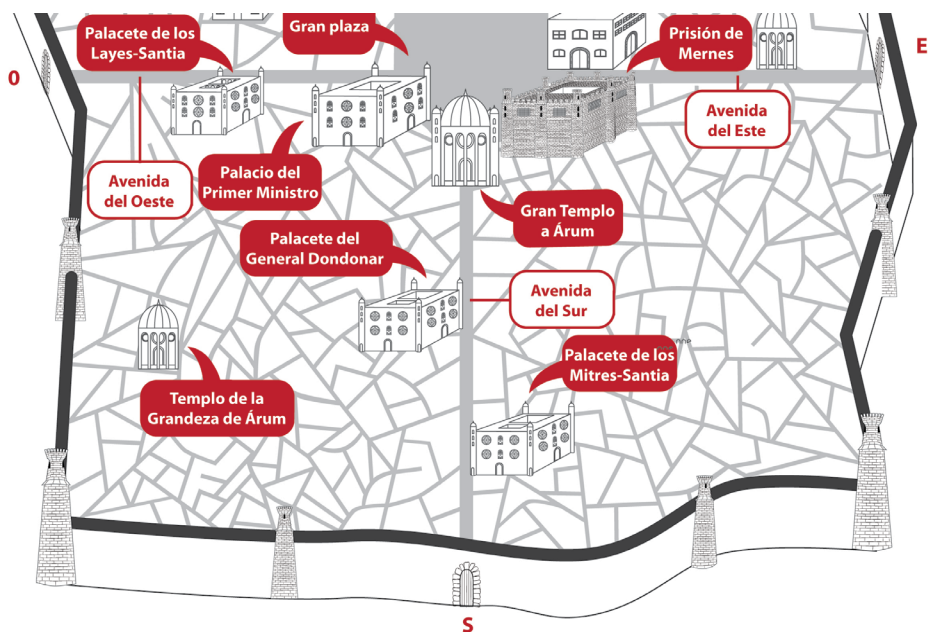 Palacete de los
Layes-Santia
Gran plaza
Prisión de
Mernes
E
O
Avenida
del Este
Avenida
del Oeste
Palacio del
Primer Ministro
Gran Templo
a Árum
Palacete del
General Dondonar
Avenida
del Sur
Palacete de los
Mitres-Santia
Templo de la
Grandeza de Árum
S